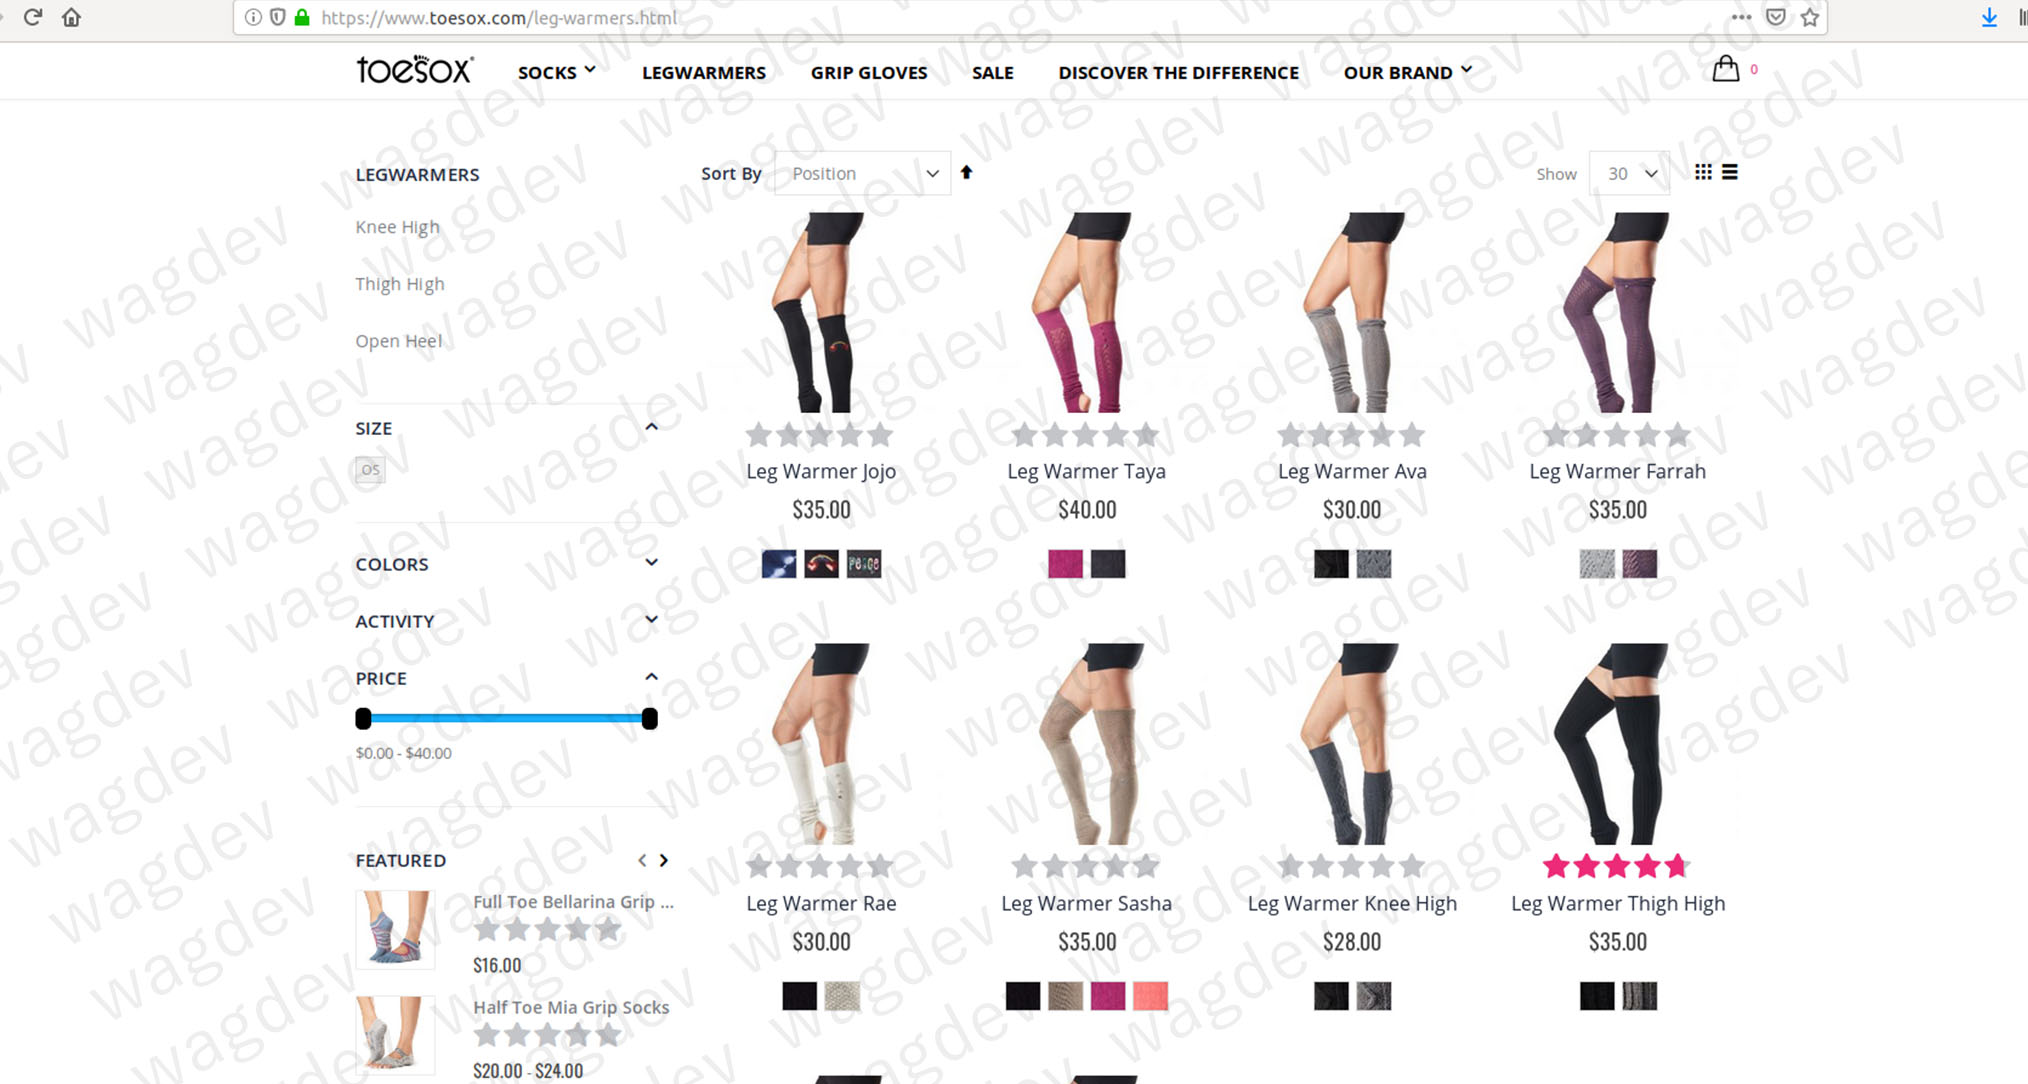 https://www.toesox.com/leg-warmers.html
toesox
SOCKS
LEGWARMERS
GRIP GLOVES
SALE
DISCOVER THE DIFFERENCE
OUR BRAND
0
LEGWARMERS
Knee High
Thigh High
Open Heel
SIZE
OS
COLORS
ACTIVITY
PRICE
$0.00 - $40.00
FEATURED
Full Toe Bellarina Grip ...
$16.00
Half Toe Mia Grip Socks
$20.00 - $24.00
Sort By Position
Show 30
Leg Warmer Jojo
$35.00
Peace
Leg Warmer Taya
$40.00
Leg Warmer Ava
$30.00
Leg Warmer Farrah
$35.00
Leg Warmer Rae
$30.00
Leg Warmer Sasha
$35.00
Leg Warmer Knee High
$28.00
Leg Warmer Thigh High
$35.00
wagdev